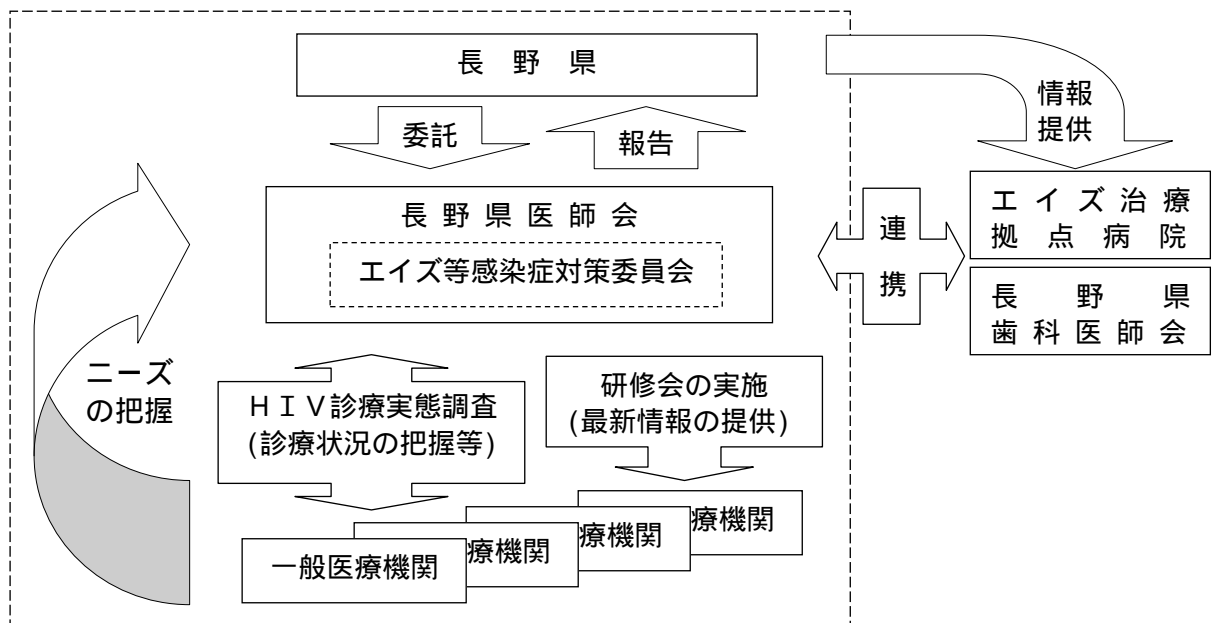 長野県
委託
報告
情報
提供
長野県医師会
エイズ等感染症対策委員会
連
携
エイズ治療
拠点病院
長野県
歯科医師会
ニーズ
の把握
HIV診療実態調査
(診療状況の把握等)
研修会の実施
(最新情報の提供)
一般医療機関
療機関
療機関
療機関